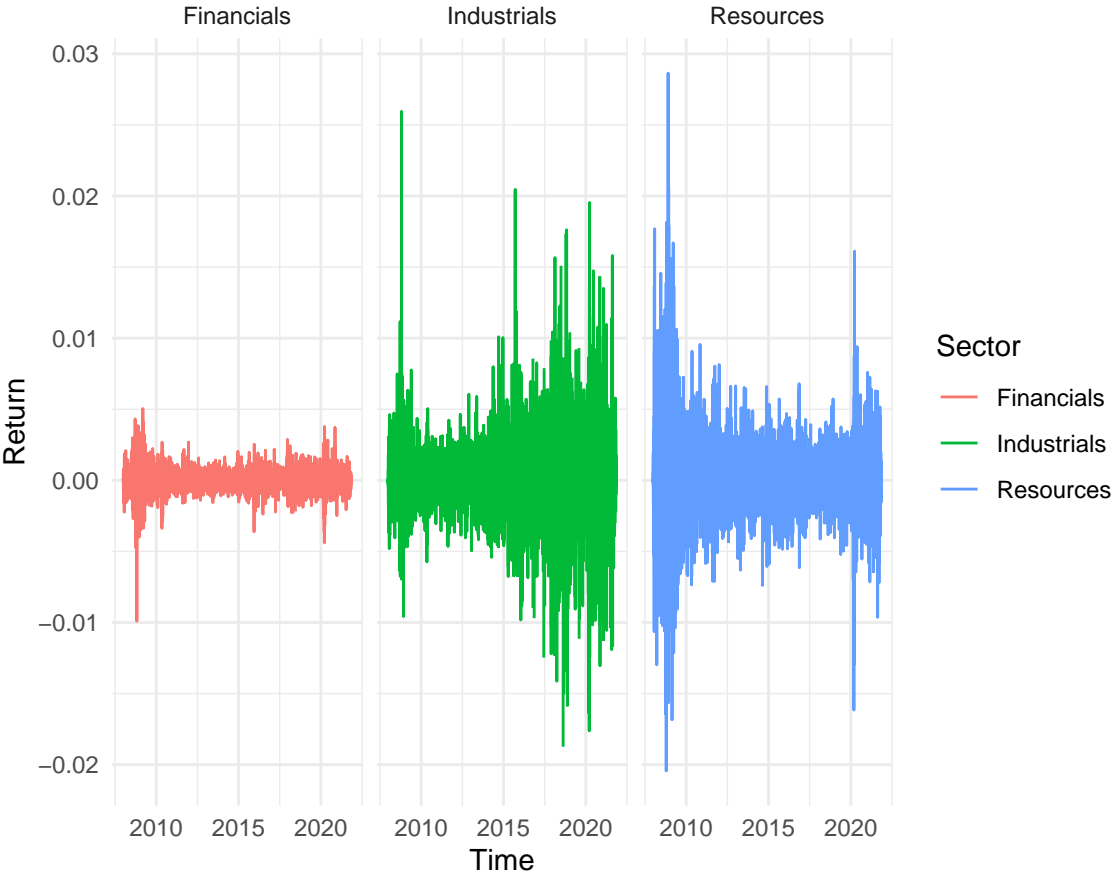 Financials
Industrials
Resources
0.03
0.02
0.01
0.00
−0.01
−0.02
Return
2010 2015 2020
2010 2015 2020
2010 2015 2020
Time
Sector
Financials
Industrials
Resources